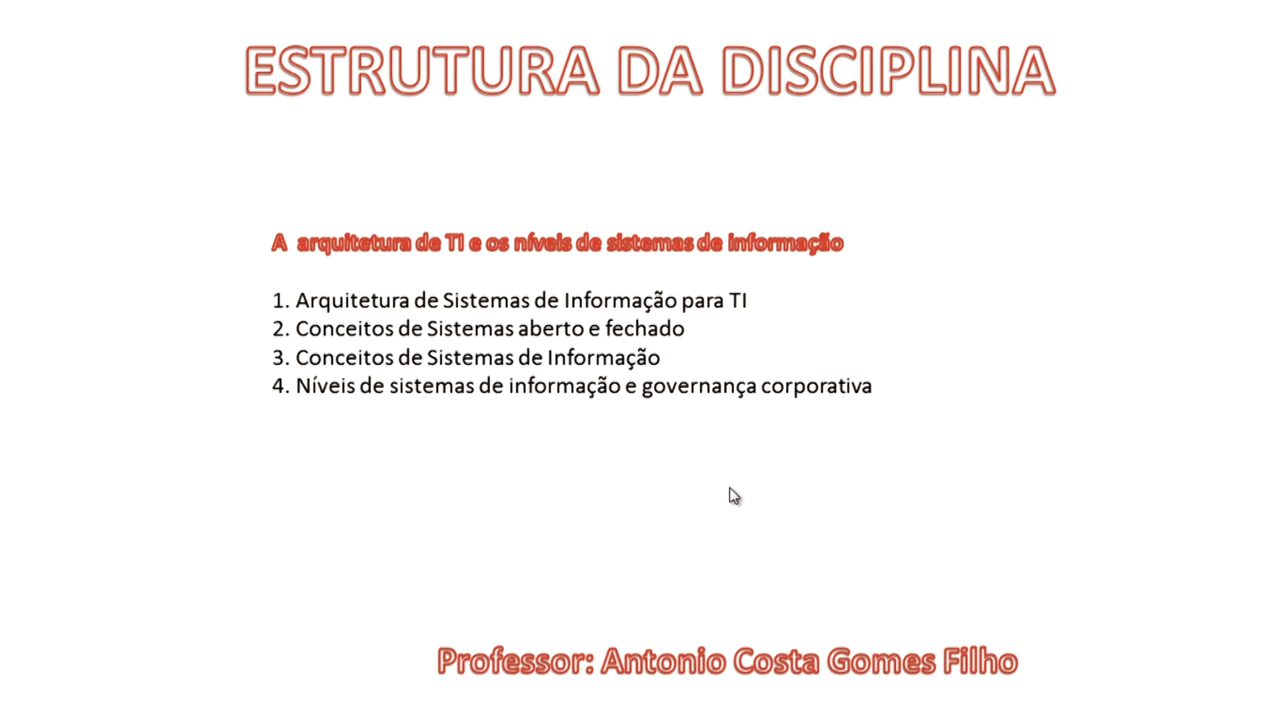 ESTRUTURA DA DISCIPLINA
A arquitetura de TI e os níveis de sistemas de informação
1. Arquitetura de Sistemas de Informação para TI
2. Conceitos de Sistemas aberto e fechado
3. Conceitos de Sistemas de Informação
4. Níveis de sistemas de informação e governança corporativa
Professor: Antonio Costa Gomes Filho